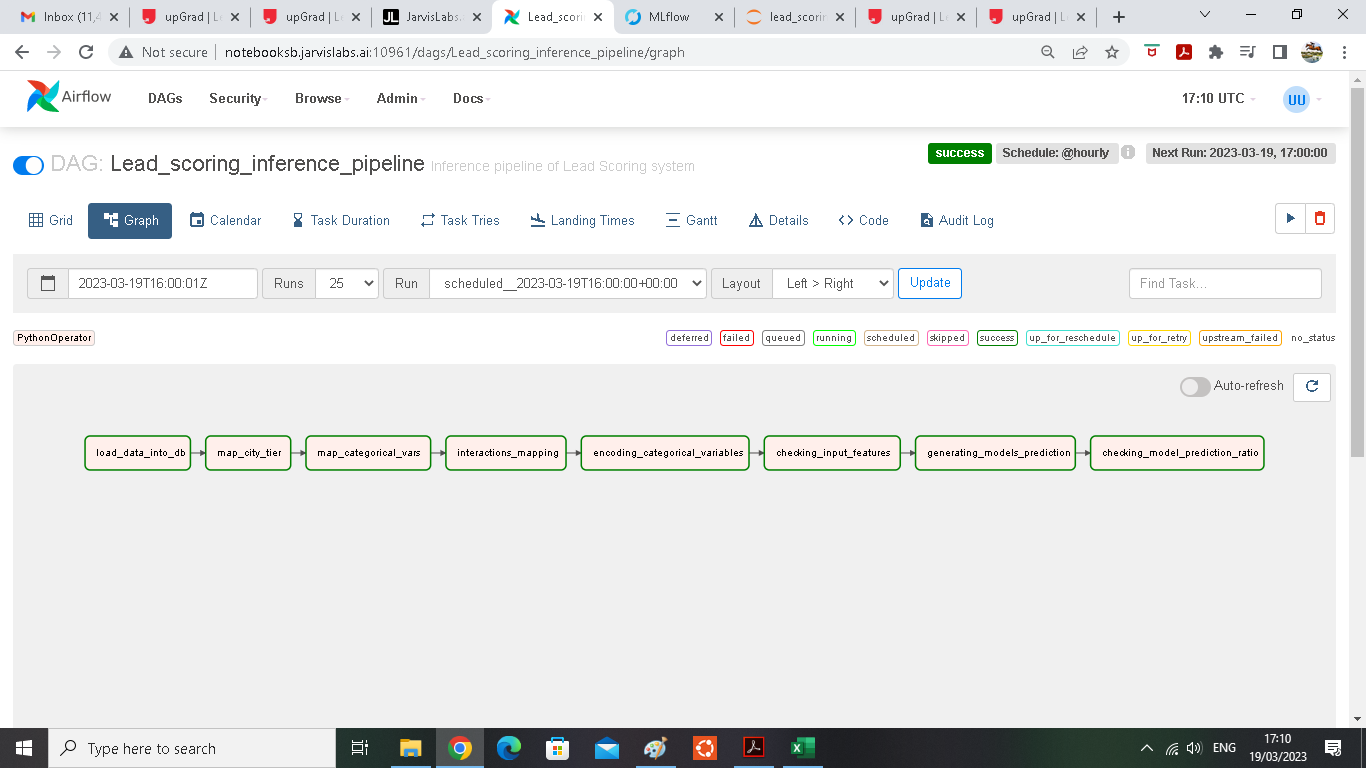 Inbox (11,4
upGrad | Le
upGrad | Le
JarvisLabs.
Lead_scori
MLflow
lead_scorin
upGrad | Le
upGrad | Le
Not secure | notebooksb.jarvislabs.ai:10961/dags/Lead_scoring_inference_pipeline/graph
Airflow DAGs Security Browse Admin Docs 17:10 UTC UU
DAG: Lead_scoring_inference_pipeline Inference pipeline of Lead Scoring system
success Schedule: @hourly Next Run: 2023-03-19, 17:00:00
Grid Graph Calendar Task Duration Task Tries Landing Times Gantt Details Code Audit Log
2023-03-19T16:00:01Z Runs 25 Run scheduled__2023-03-19T16:00:00+00:00 Layout Left > Right Update Find Task...
PythonOperator deferred failed queued running scheduled skipped success up_for_reschedule up_for_retry upstream_failed no_status
Auto-refresh
load_data_into_db map_city_tier map_categorical_vars interactions_mapping encoding_categorical_variables checking_input_features generating_models_prediction checking_model_prediction_ratio
Type here to search
ENG
17:10
19/03/2023